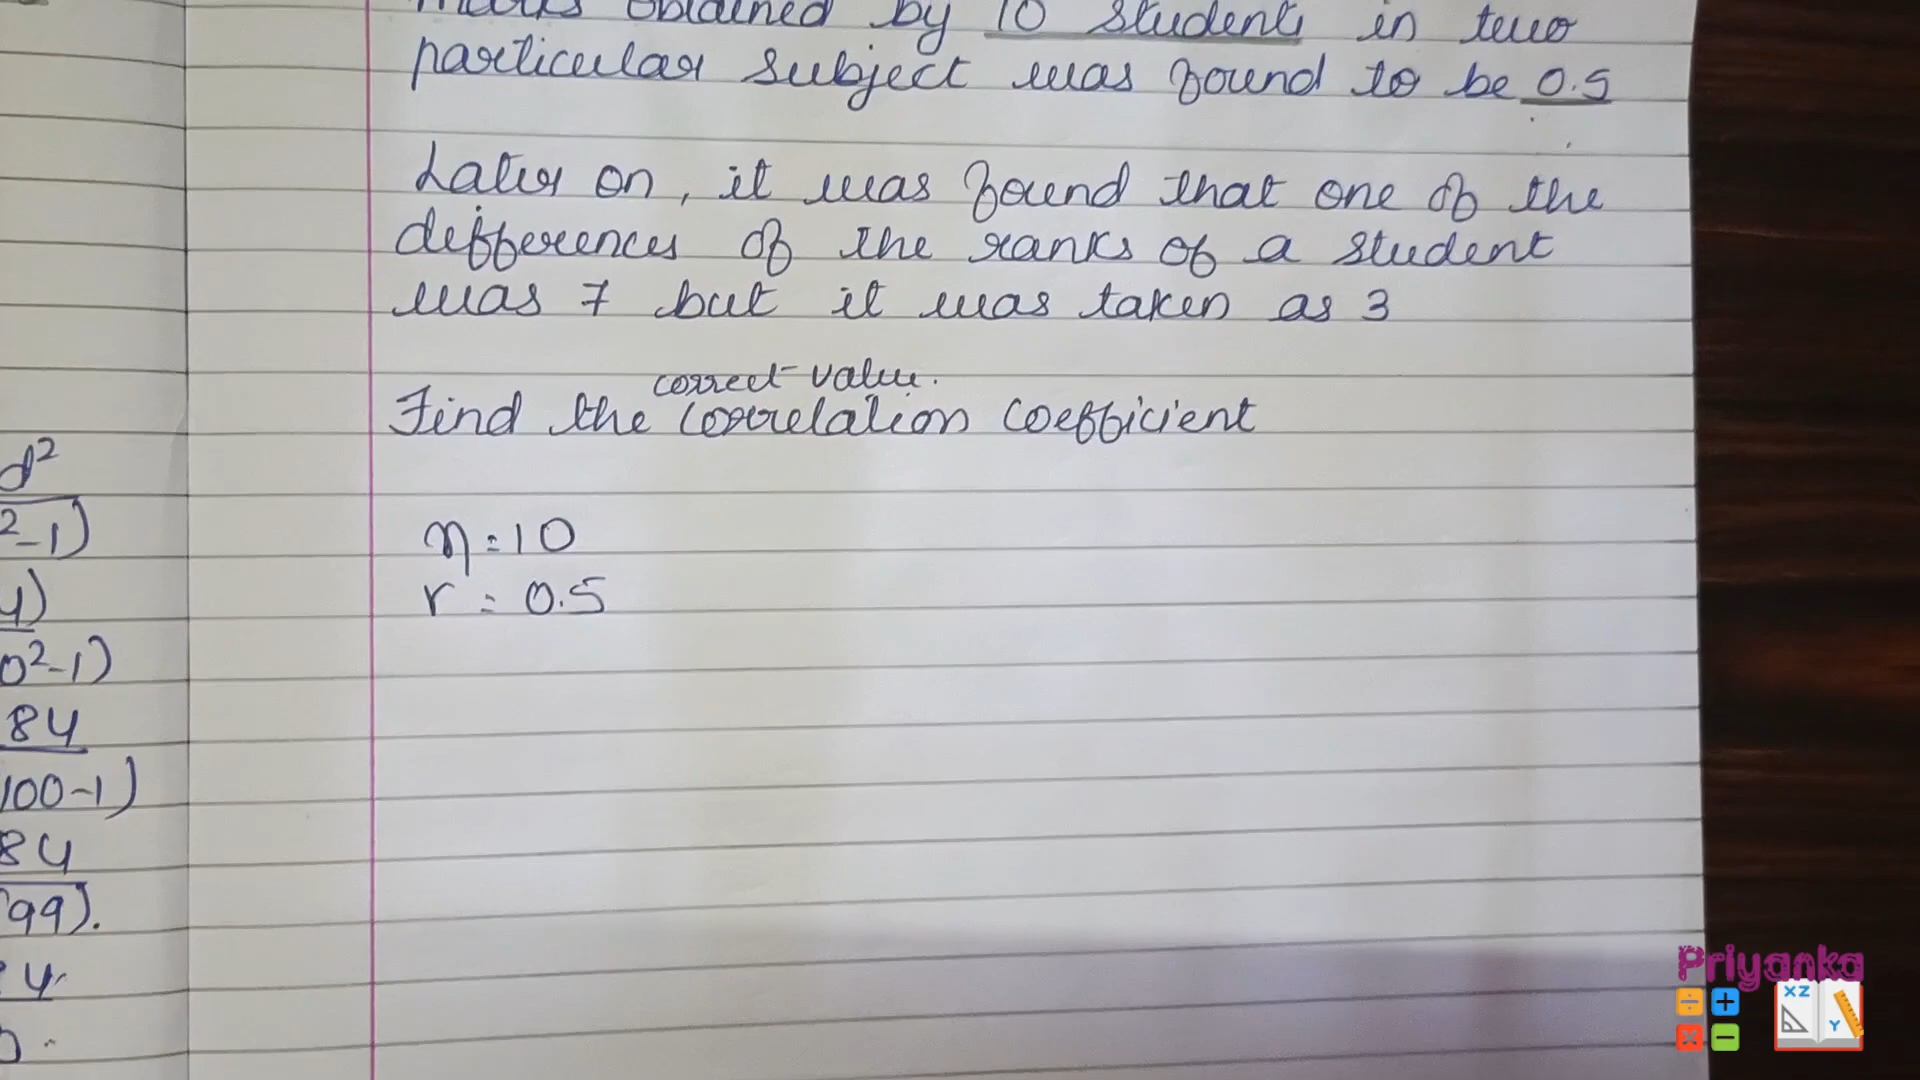 marks obtained by 10 students in two
particular subject was found to be 0.5
Later on, it was found that one of the
differences of the ranks of a student
was 7 but it was taken as 3
correct value.
Find the correlation coefficient
n = 10
r = 0.5
d²
²-1)
4)
0²-1)
84
100-1)
84
99).
4
Priyanka
XZ
Y